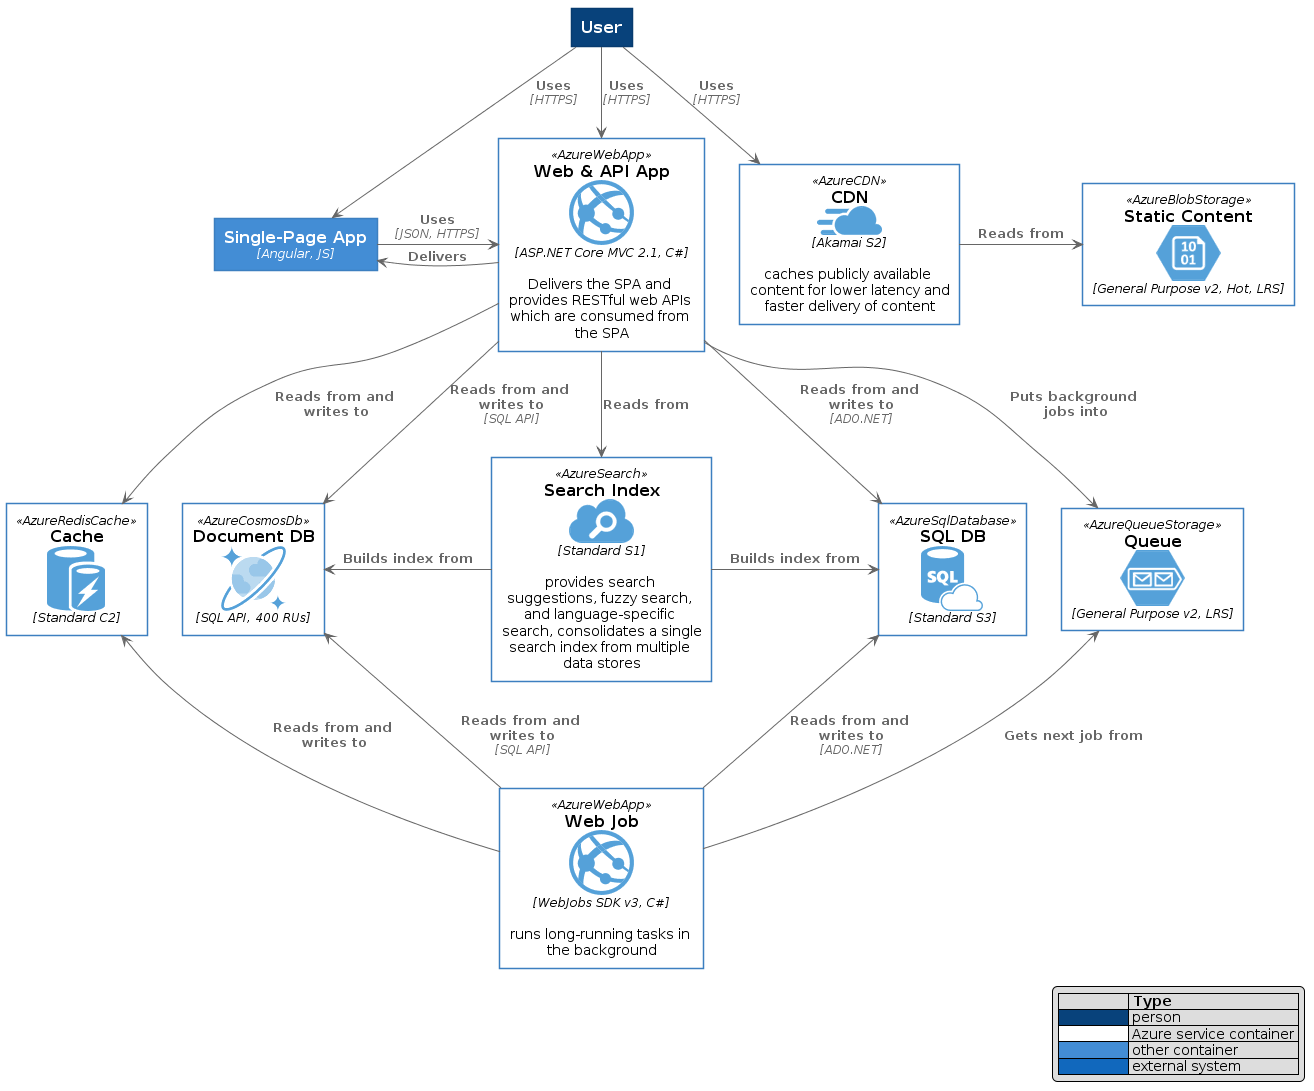 User
Uses
[HTTPS]
Uses
[HTTPS]
Uses
[HTTPS]
«AzureWebApp»
Web & API App
[ASP.NET Core MVC 2.1, C#]
Delivers the SPA and
provides RESTful web APIs
which are consumed from
the SPA
«AzureCDN»
CDN
[Akamai S2]
caches publicly available
content for lower latency and
faster delivery of content
«AzureBlobStorage»
Static Content
10
01
[General Purpose v2, Hot, LRS]
Reads from
Single-Page App
[Angular, JS]
Uses
[JSON, HTTPS]
Delivers
Reads from and
writes to
Reads from and
writes to
[SQL API]
Reads from
Reads from and
writes to
[ADO.NET]
Puts background
jobs into
«AzureRedisCache»
Cache
[Standard C2]
«AzureCosmosDb»
Document DB
[SQL API, 400 RUs]
Builds index from
«AzureSearch»
Search Index
[Standard S1]
provides search
suggestions, fuzzy search,
and language-specific
search, consolidates a single
search index from multiple
data stores
Builds index from
«AzureSqlDatabase»
SQL DB
SQL
[Standard S3]
«AzureQueueStorage»
Queue
[General Purpose v2, LRS]
Reads from and
writes to
Reads from and
writes to
[SQL API]
Reads from and
writes to
[ADO.NET]
Gets next job from
«AzureWebApp»
Web Job
[WebJobs SDK v3, C#]
runs long-running tasks in
the background
Type
person
Azure service container
other container
external system